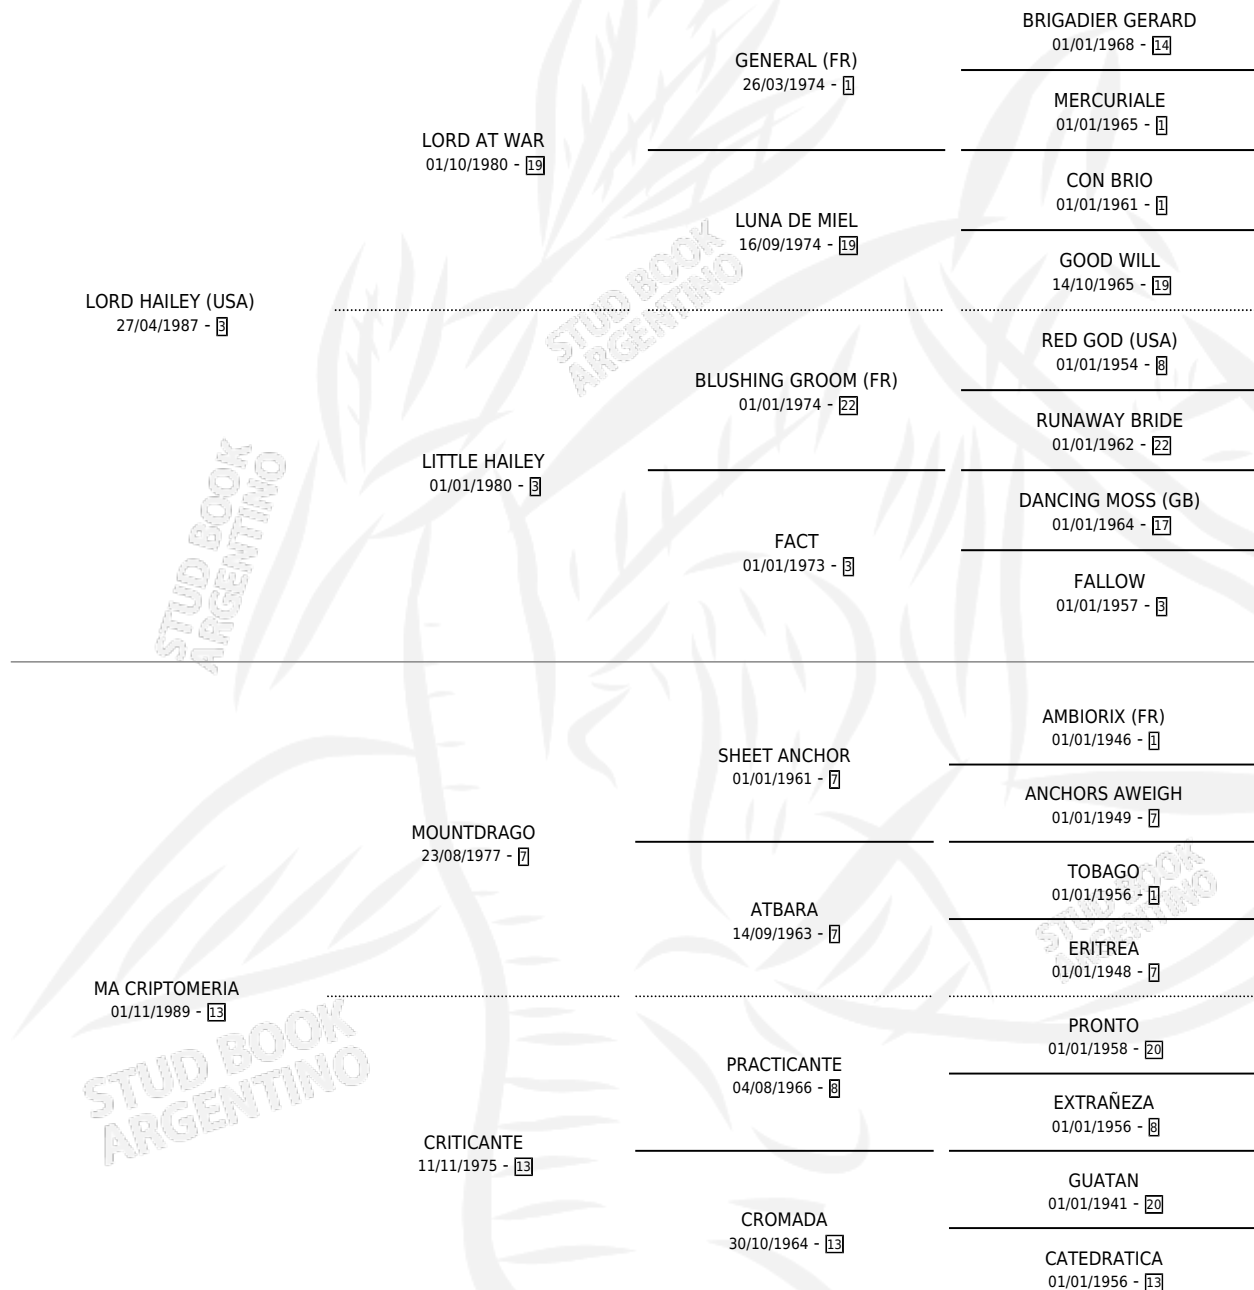 BRIGADIER GERARD
01/01/1968 - 14
GENERAL (FR)
26/03/1974 - 1
MERCURIALE
01/01/1965 - 1
LORD AT WAR
01/10/1980 - 19
CON BRIO
01/01/1961 - 1
LUNA DE MIEL
16/09/1974 - 19
GOOD WILL
14/10/1965 - 19
LORD HAILEY (USA)
27/04/1987 - 3
RED GOD (USA)
01/01/1954 - 8
BLUSHING GROOM (FR)
01/01/1974 - 22
RUNAWAY BRIDE
01/01/1962 - 22
LITTLE HAILEY
01/01/1980 - 3
DANCING MOSS (GB)
01/01/1964 - 17
FACT
01/01/1973 - 3
FALLOW
01/01/1957 - 3
STUD BOOK
ARGENTINO
STUD BOOK
ARGENTINO
AMBIORIX (FR)
01/01/1946 - 1
SHEET ANCHOR
01/01/1961 - 7
ANCHORS AWEIGH
01/01/1949 - 7
MOUNTDRAGO
23/08/1977 - 7
TOBAGO
01/01/1956 - 1
ATBARA
14/09/1963 - 7
ERITREA
01/01/1948 - 7
MA CRIPTOMERIA
01/11/1989 - 13
PRONTO
01/01/1958 - 20
PRACTICANTE
04/08/1966 - 8
EXTRAÑEZA
01/01/1956 - 8
CRITICANTE
11/11/1975 - 13
GUATAN
01/01/1941 - 20
CROMADA
30/10/1964 - 13
CATEDRATICA
01/01/1956 - 13
STUD BOOK
ARGENTINO
STUD BOOK
ARGENTINO